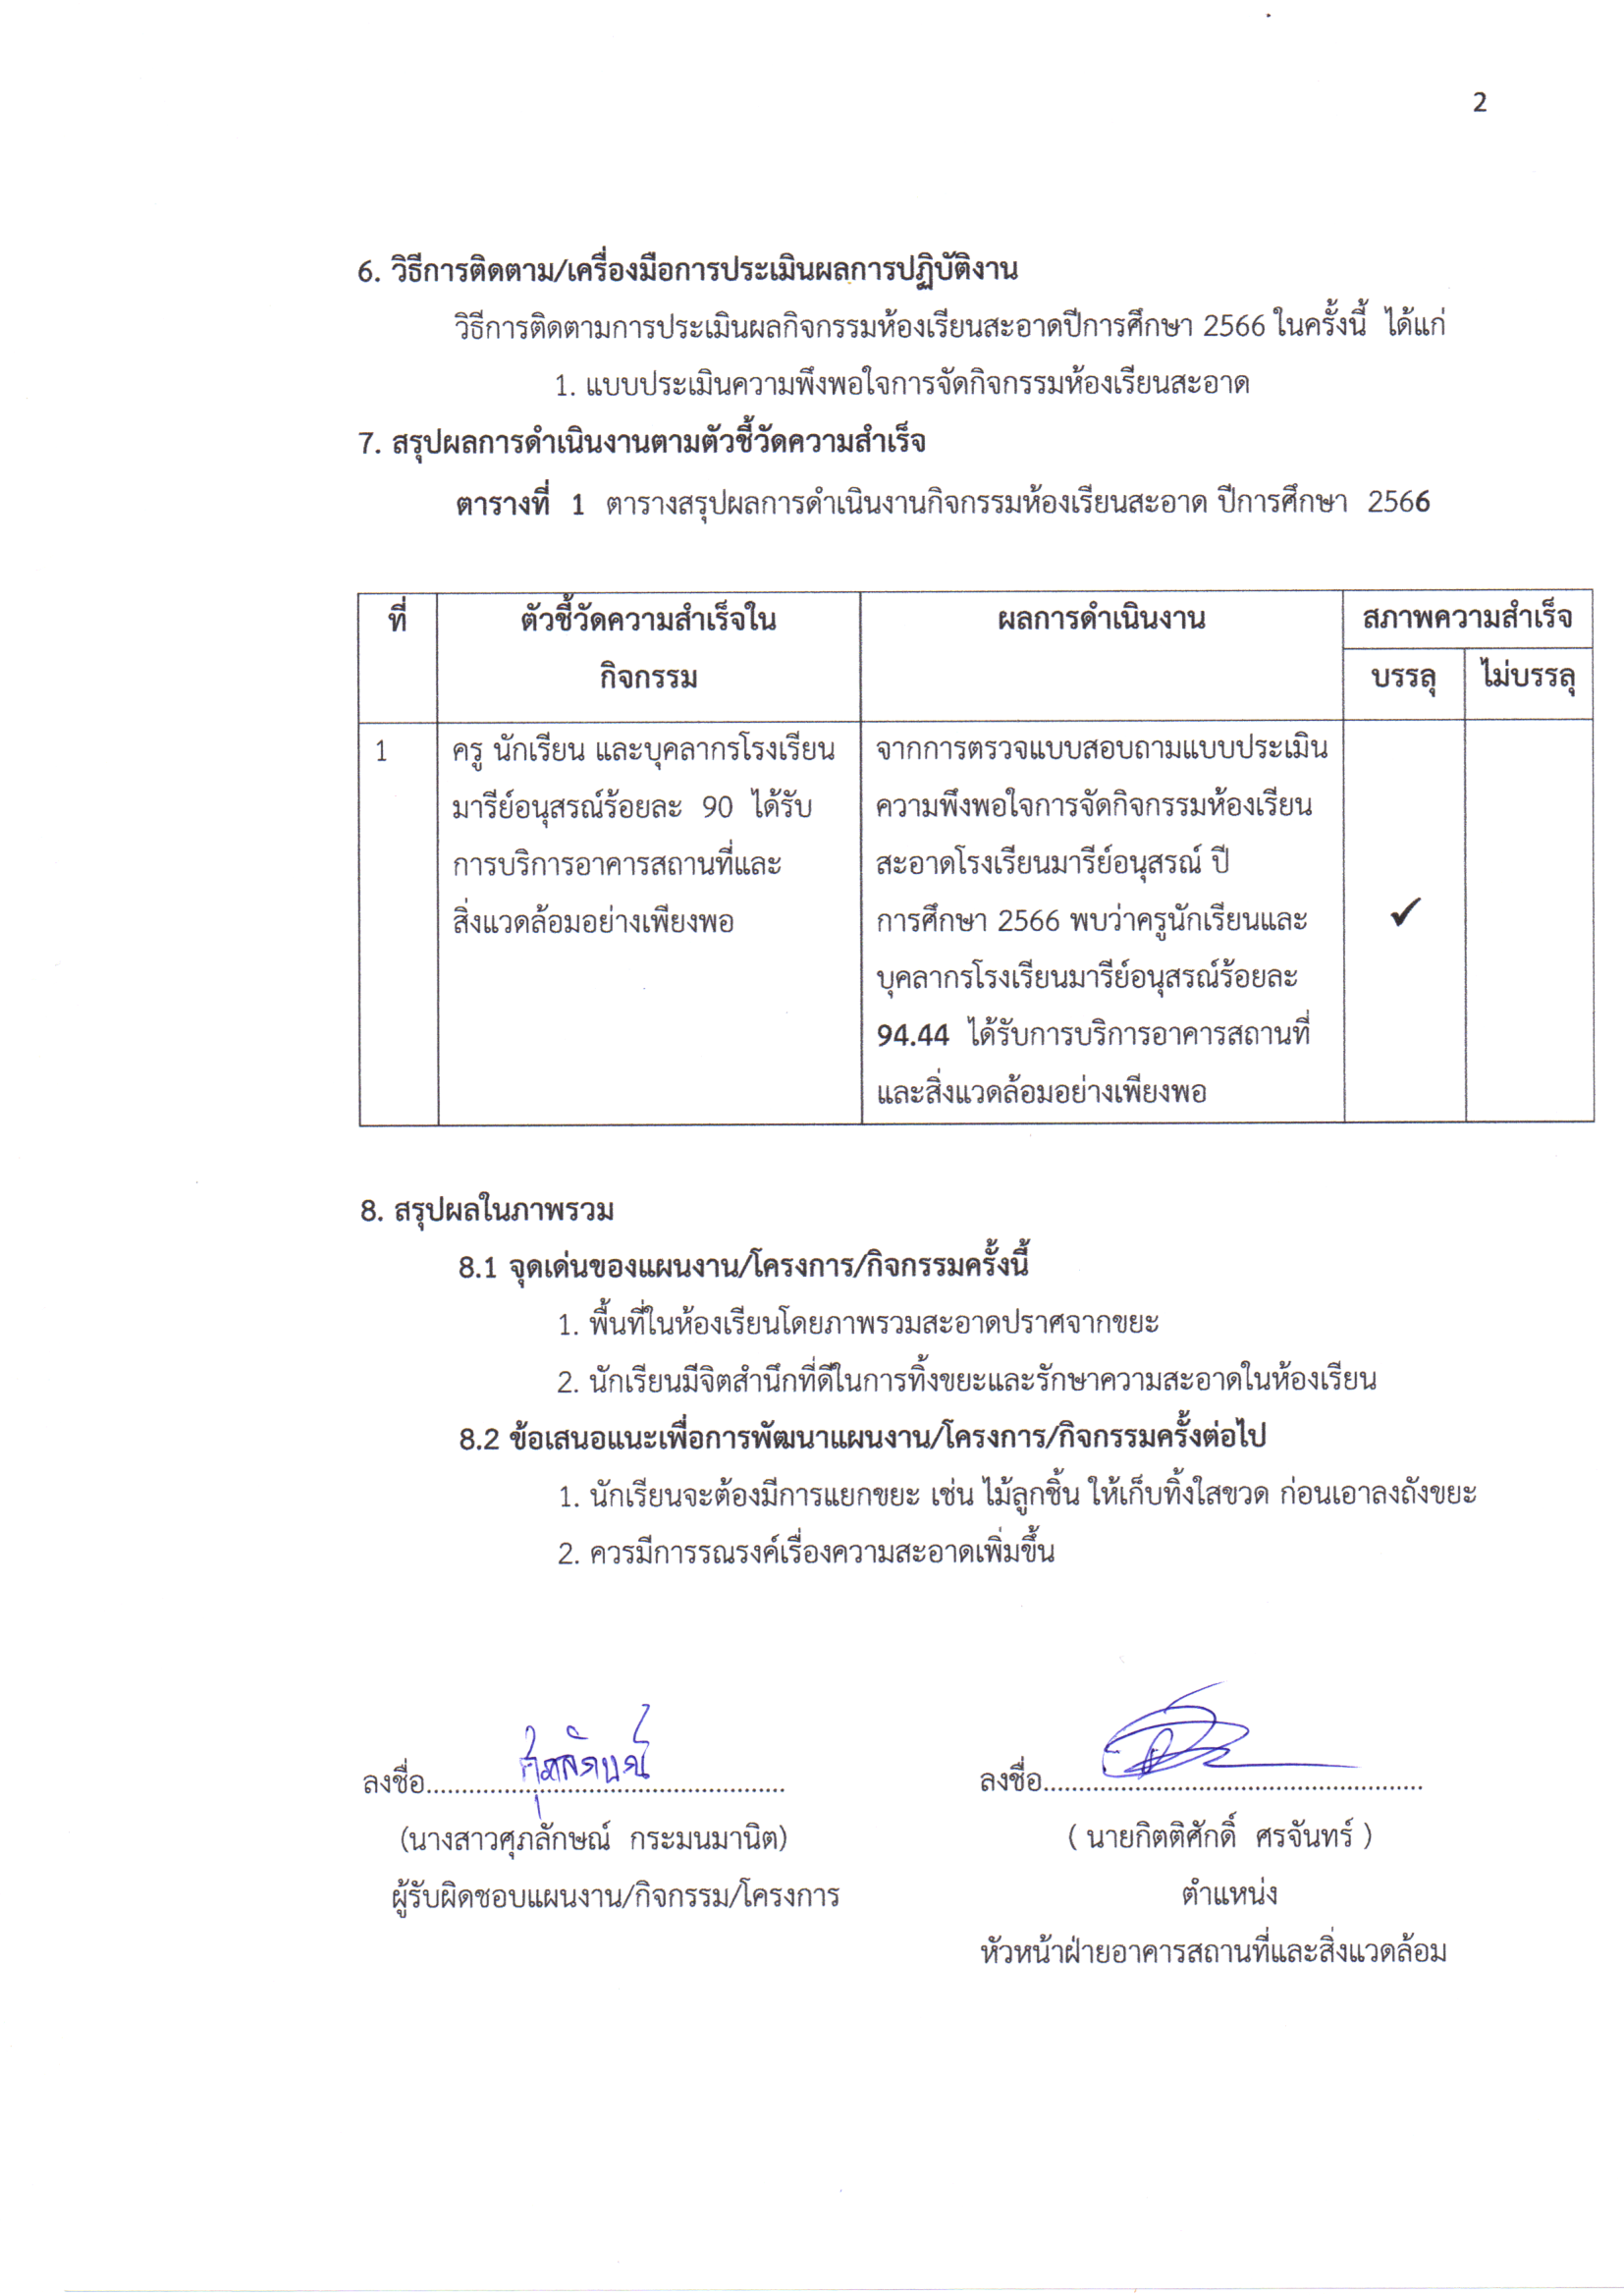 2
6. วิธีการติดตาม/เครื่องมือการประเมินผลการปฏิบัติงาน
วิธีการติดตามการประเมินผลกิจกรรมห้องเรียนสะอาดปีการศึกษา 2566 ในครั้งนี้ ได้แก่
1. แบบประเมินความพึงพอใจการจัดกิจกรรมห้องเรียนสะอาด
7. สรุปผลการดำเนินงานตามตัวชี้วัดความสำเร็จ
ตารางที่ 1 ตารางสรุปผลการดำเนินงานกิจกรรมห้องเรียนสะอาด ปีการศึกษา 2566
ที่ ตัวชี้วัดความสำเร็จใน ผลการดำเนินงาน สภาพความสำเร็จ
กิจกรรม บรรลุ ไม่บรรลุ
1 ครู นักเรียน และบุคลากรโรงเรียน จากการตรวจแบบสอบถามแบบประเมิน
มารีย์อนุสรณ์ร้อยละ 90 ได้รับ ความพึงพอใจการจัดกิจกรรมห้องเรียน
การบริการอาคารสถานที่และ สะอาดโรงเรียนมารีย์อนุสรณ์ ปี
สิ่งแวดล้อมอย่างเพียงพอ การศึกษา 2566 พบว่าครูนักเรียนและ ✓
บุคลากรโรงเรียนมารีย์อนุสรณ์ร้อยละ
94.44 ได้รับการบริการอาคารสถานที่
และสิ่งแวดล้อมอย่างเพียงพอ
8. สรุปผลในภาพรวม
8.1 จุดเด่นของแผนงาน/โครงการ/กิจกรรมครั้งนี้
1. พื้นที่ในห้องเรียนโดยภาพรวมสะอาดปราศจากขยะ
2. นักเรียนมีจิตสำนึกที่ดีในการทิ้งขยะและรักษาความสะอาดในห้องเรียน
8.2 ข้อเสนอแนะเพื่อการพัฒนาแผนงาน/โครงการ/กิจกรรมครั้งต่อไป
1. นักเรียนจะต้องมีการแยกขยะ เช่น ไม้ลูกชิ้น ให้เก็บทิ้งใสขวด ก่อนเอาลงถังขยะ
2. ควรมีการรณรงค์เรื่องความสะอาดเพิ่มขึ้น
ลงชื่อ.................................................. ลงชื่อ.....................................................
(นางสาวศุภลักษณ์ กระมนมานิต) ( นายกิตติศักดิ์ ศรจันทร์ )
ผู้รับผิดชอบแผนงาน/กิจกรรม/โครงการ ตำแหน่ง
หัวหน้าฝ่ายอาคารสถานที่และสิ่งแวดล้อม